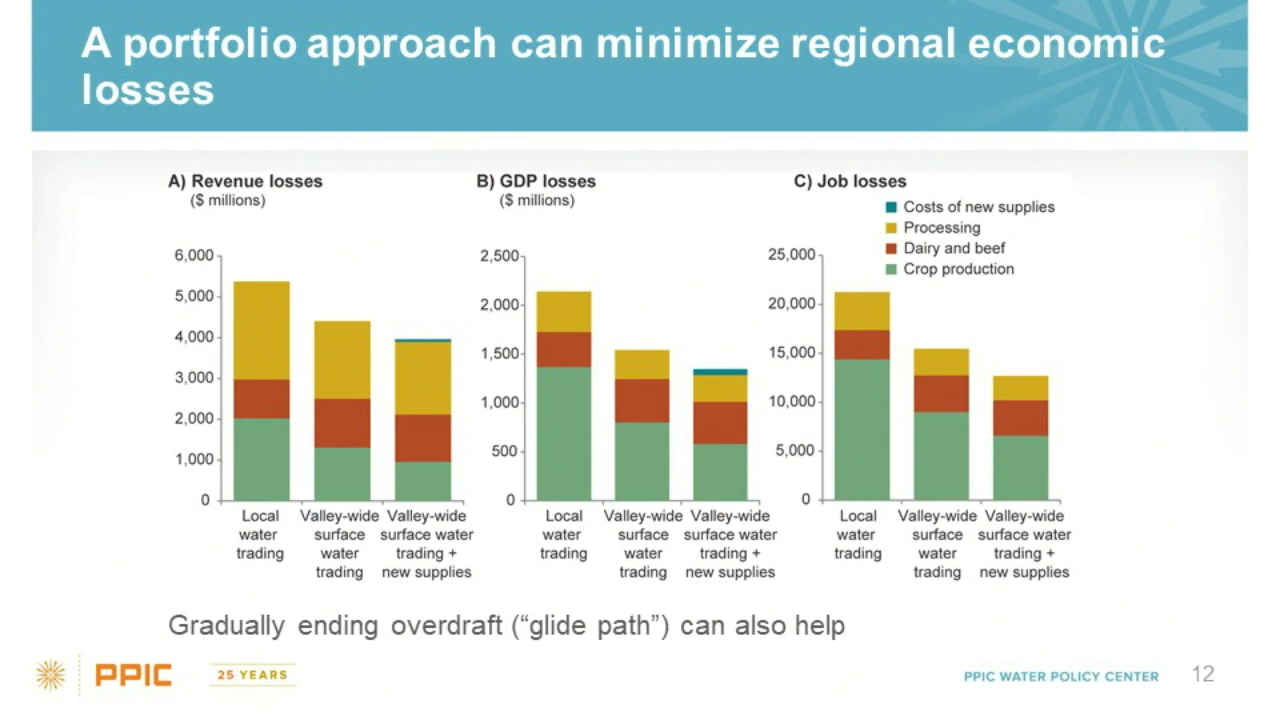 A portfolio approach can minimize regional economic
losses
A) Revenue losses
($ millions)
6,000
5,000
4,000
3,000
2,000
1,000
0
Local
water
trading
Valley-wide
surface
water
trading
Valley-wide
surface water
trading +
new supplies
B) GDP losses
($ millions)
2,500
2,000
1,500
1,000
500
0
Local
water
trading
Valley-wide
surface
water
trading
Valley-wide
surface water
trading +
new supplies
C) Job losses
Costs of new supplies
Processing
Dairy and beef
Crop production
25,000
20,000
15,000
10,000
5,000
0
Local
water
trading
Valley-wide
surface
water
trading
Valley-wide
surface water
trading +
new supplies
Gradually ending overdraft (“glide path”) can also help
PPIC
25 YEARS
PPIC WATER POLICY CENTER
12